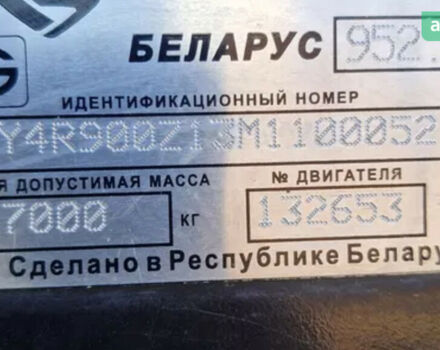 БЕЛАРУС 952.
ИДЕНТИФИКАЦИОННЫЙ НОМЕР
Y4R900Z13M1100052
ДОПУСТИМАЯ МАССА № ДВИГАТЕЛЯ
7000 кг 132653
Сделано в Республике Белару